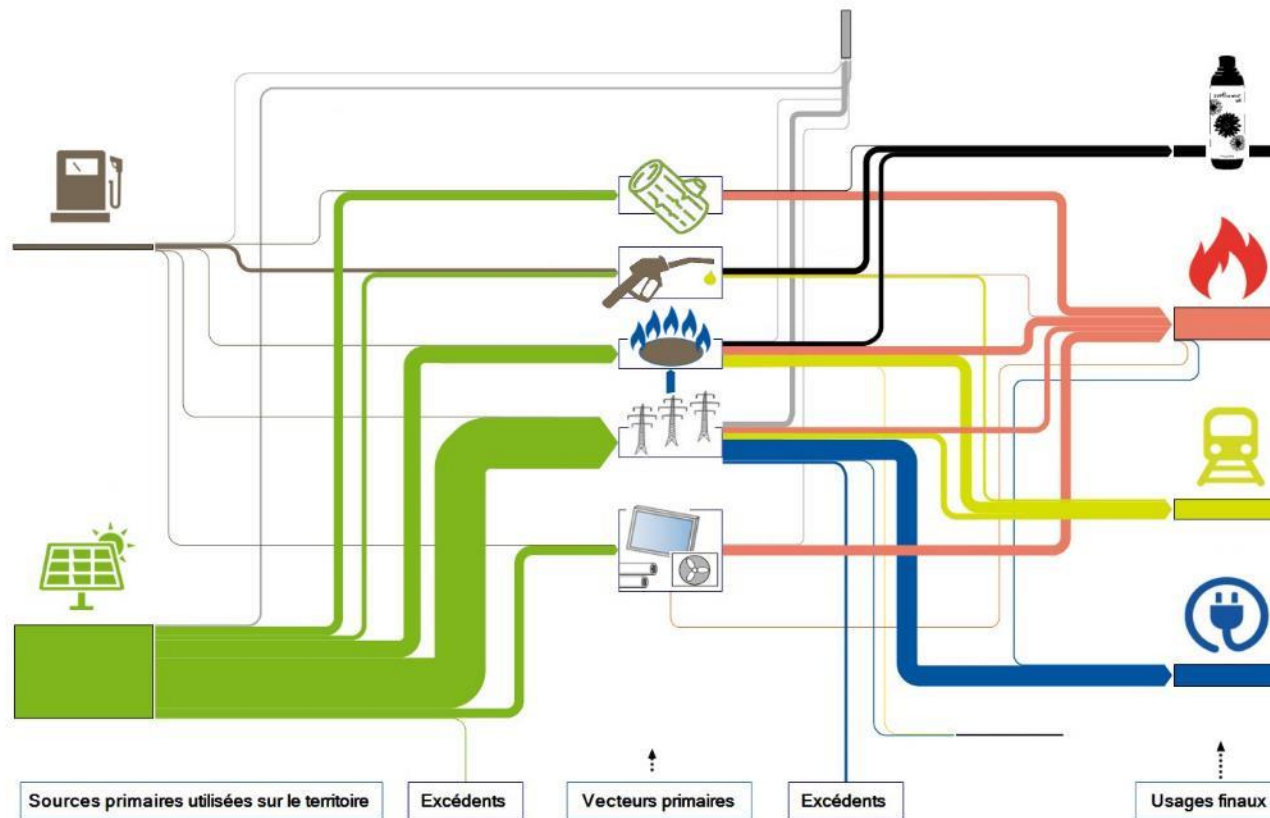 Sources primaires utilisées sur le territoire
Excédents
Vecteurs primaires
Excédents
Usages finaux